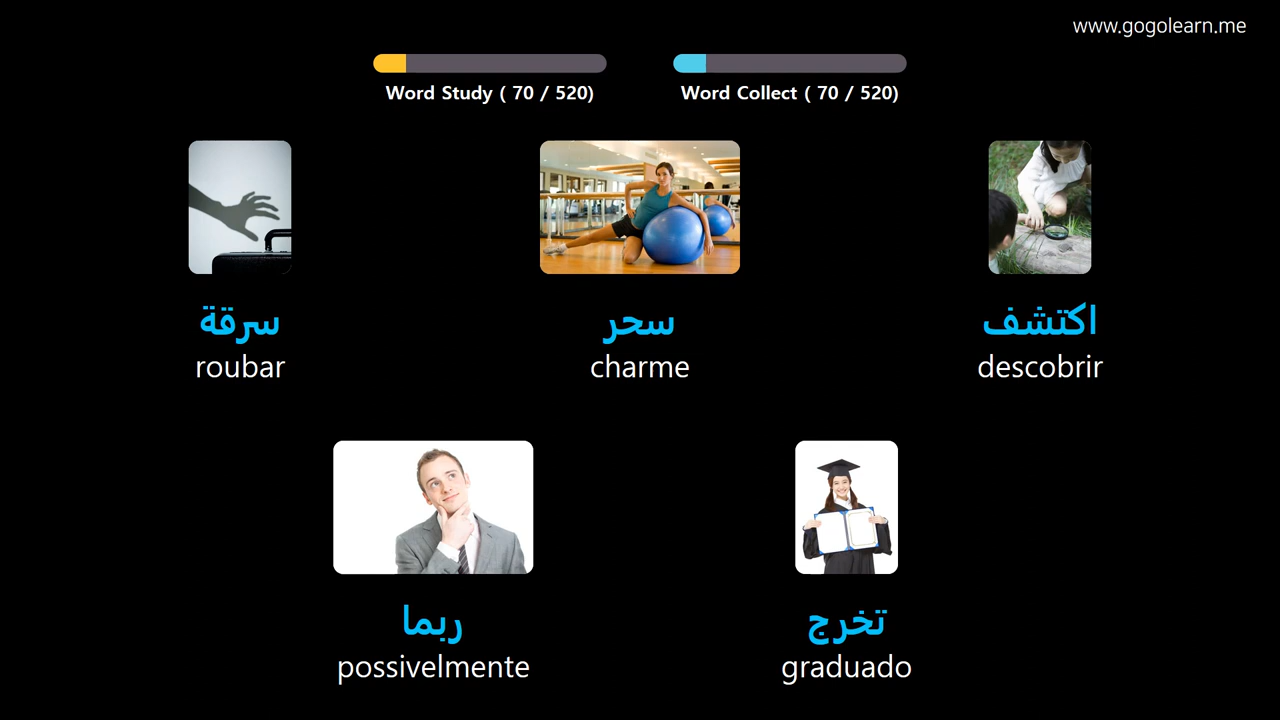 www.gogolearn.me
Word Study ( 70 / 520)
Word Collect ( 70 / 520)
سرقة
roubar
سحر
charme
اكتشف
descobrir
ربما
possivelmente
تخرج
graduado